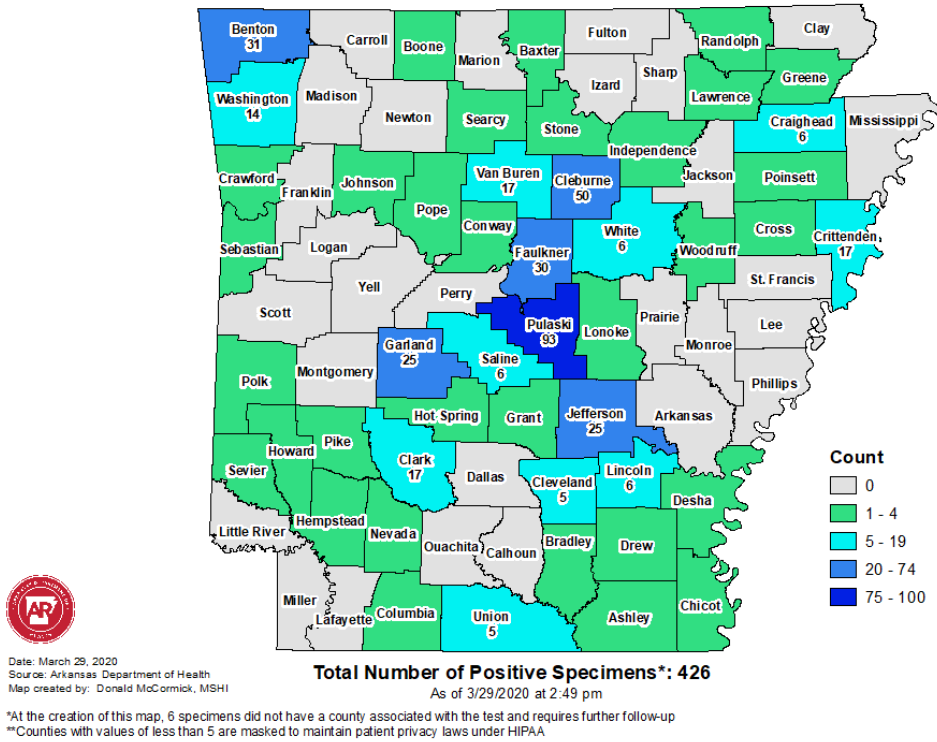 Benton
31
Carroll
Boone
Marion
Baxter
Fulton
Randolph
Clay
Izard
Sharp
Greene
Lawrence
Washington
14
Madison
Newton
Searcy
Stone
Independence
Craighead
6
Mississippi
Crawford
Franklin
Johnson
Pope
Van Buren
17
Cleburne
50
Jackson
Poinsett
Sebastian
Logan
Conway
Faulkner
30
White
6
Woodruff
Cross
Crittenden
17
St. Francis
Scott
Yell
Perry
Pulaski
93
Lonoke
Prairie
Monroe
Lee
Phillips
Polk
Montgomery
Garland
25
Saline
6
Hot Spring
Grant
Jefferson
25
Arkansas
Sevier
Howard
Pike
Clark
17
Dallas
Cleveland
5
Lincoln
6
Desha
Little River
Hempstead
Nevada
Ouachita
Calhoun
Bradley
Drew
Miller
Lafayette
Columbia
Union
5
Ashley
Chicot
Count
0
1 - 4
5 - 19
20 - 74
75 - 100
AR
Date: March 29, 2020
Source: Arkansas Department of Health
Map created by: Donald McCormick, MSHI
Total Number of Positive Specimens*: 426
As of 3/29/2020 at 2:49 pm
*At the creation of this map, 6 specimens did not have a county associated with the test and requires further follow-up
**Counties with values of less than 5 are masked to maintain patient privacy laws under HIPAA